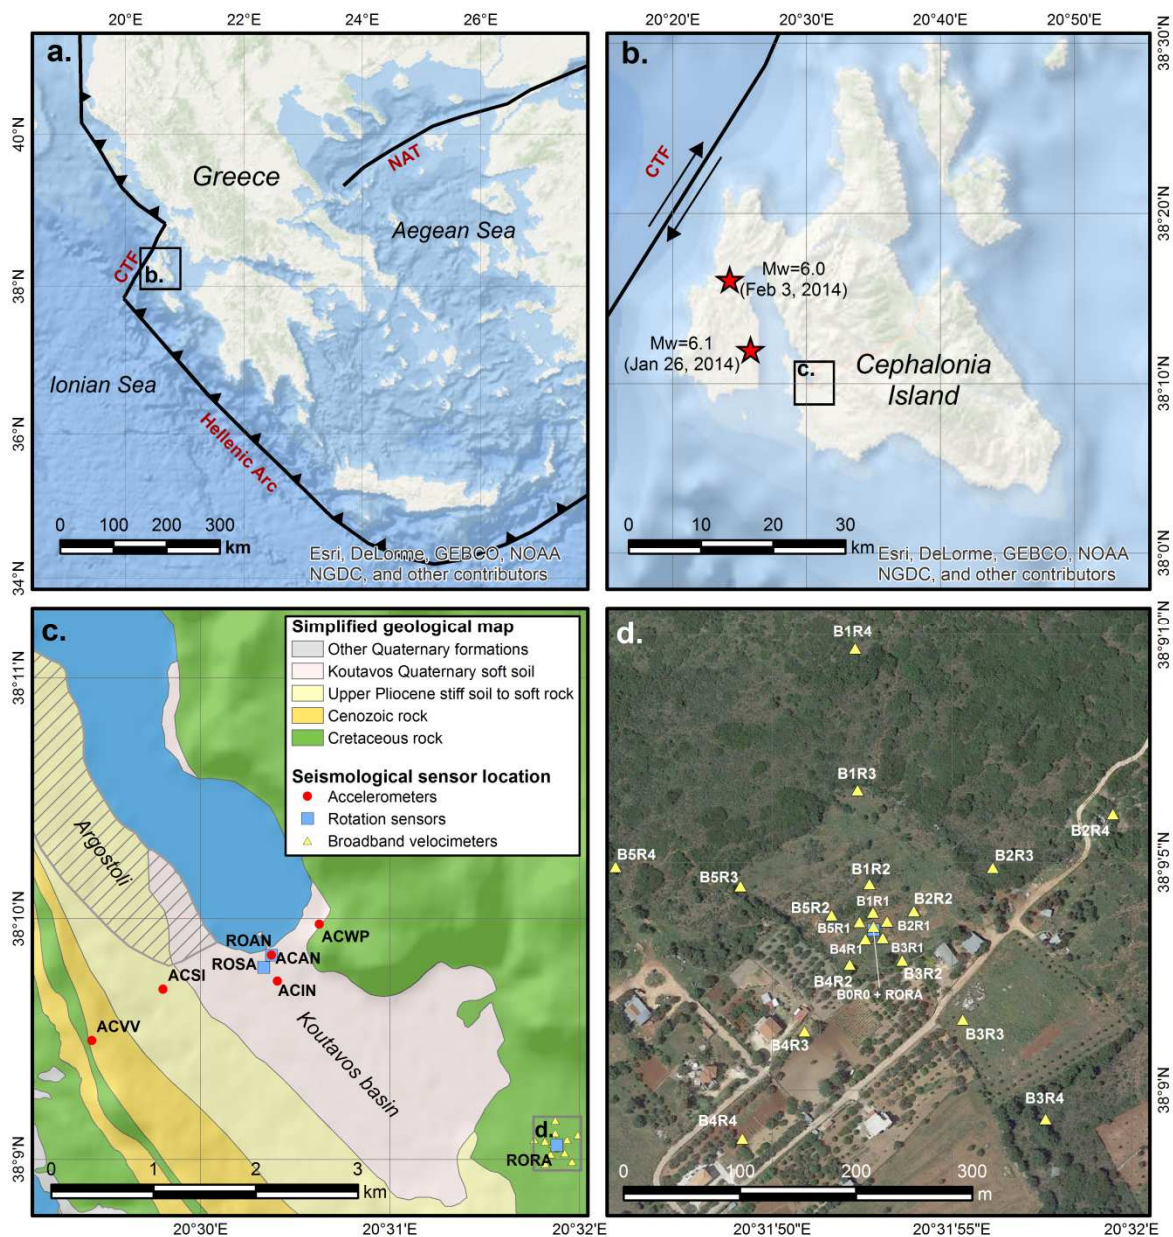 20°E 22°E 24°E 26°E
40°N
38°N
36°N
34°N
a.
Greece
NAT
Aegean Sea
CTF
b.
Ionian Sea
Hellenic Arc
0 100 200 300
km
Esri, DeLorme, GEBCO, NOAA
NGDC, and other contributors
20°20'E 20°30'E 20°40'E 20°50'E
38°30'N
38°20'N
38°10'N
38°0'N
b.
CTF
Mw=6.0
(Feb 3, 2014)
Mw=6.1
(Jan 26, 2014)
c.
Cephalonia
Island
0 10 20 30
km
Esri, DeLorme, GEBCO, NOAA
NGDC, and other contributors
c.
38°11'N
38°10'N
38°9'N
Simplified geological map
Other Quaternary formations
Koutavos Quaternary soft soil
Upper Pliocene stiff soil to soft rock
Cenozoic rock
Cretaceous rock
Seismological sensor location
Accelerometers
Rotation sensors
Broadband velocimeters
Argostoli
ACWP
ROAN
ACAN
ROSA
ACIN
ACSI
ACVV
Koutavos basin
d.
RORA
0 1 2 3
km
20°30'E 20°31'E 20°32'E
d.
38°9'10"N
38°9'5"N
38°9'N
B1R4
B1R3
B2R4
B5R4
B5R3
B1R2
B2R3
B5R2
B1R1
B2R2
B5R1
B2R1
B4R1
B3R1
B4R2
B3R2
B0R0 + RORA
B4R3
B3R3
B4R4
B3R4
0 100 200 300
m
20°31'50"E 20°31'55"E 20°32'E